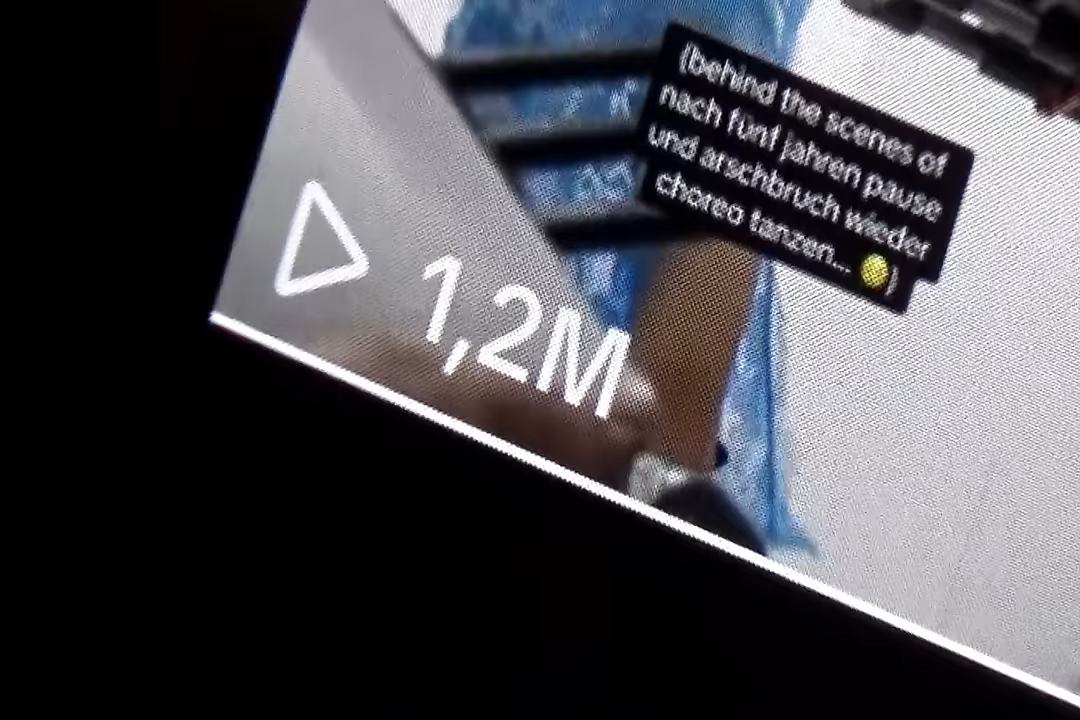 (behind the scenes of
nach fünf jahren pause
und arschbruch wieder
choreo tanzen... 🥲)
1,2M